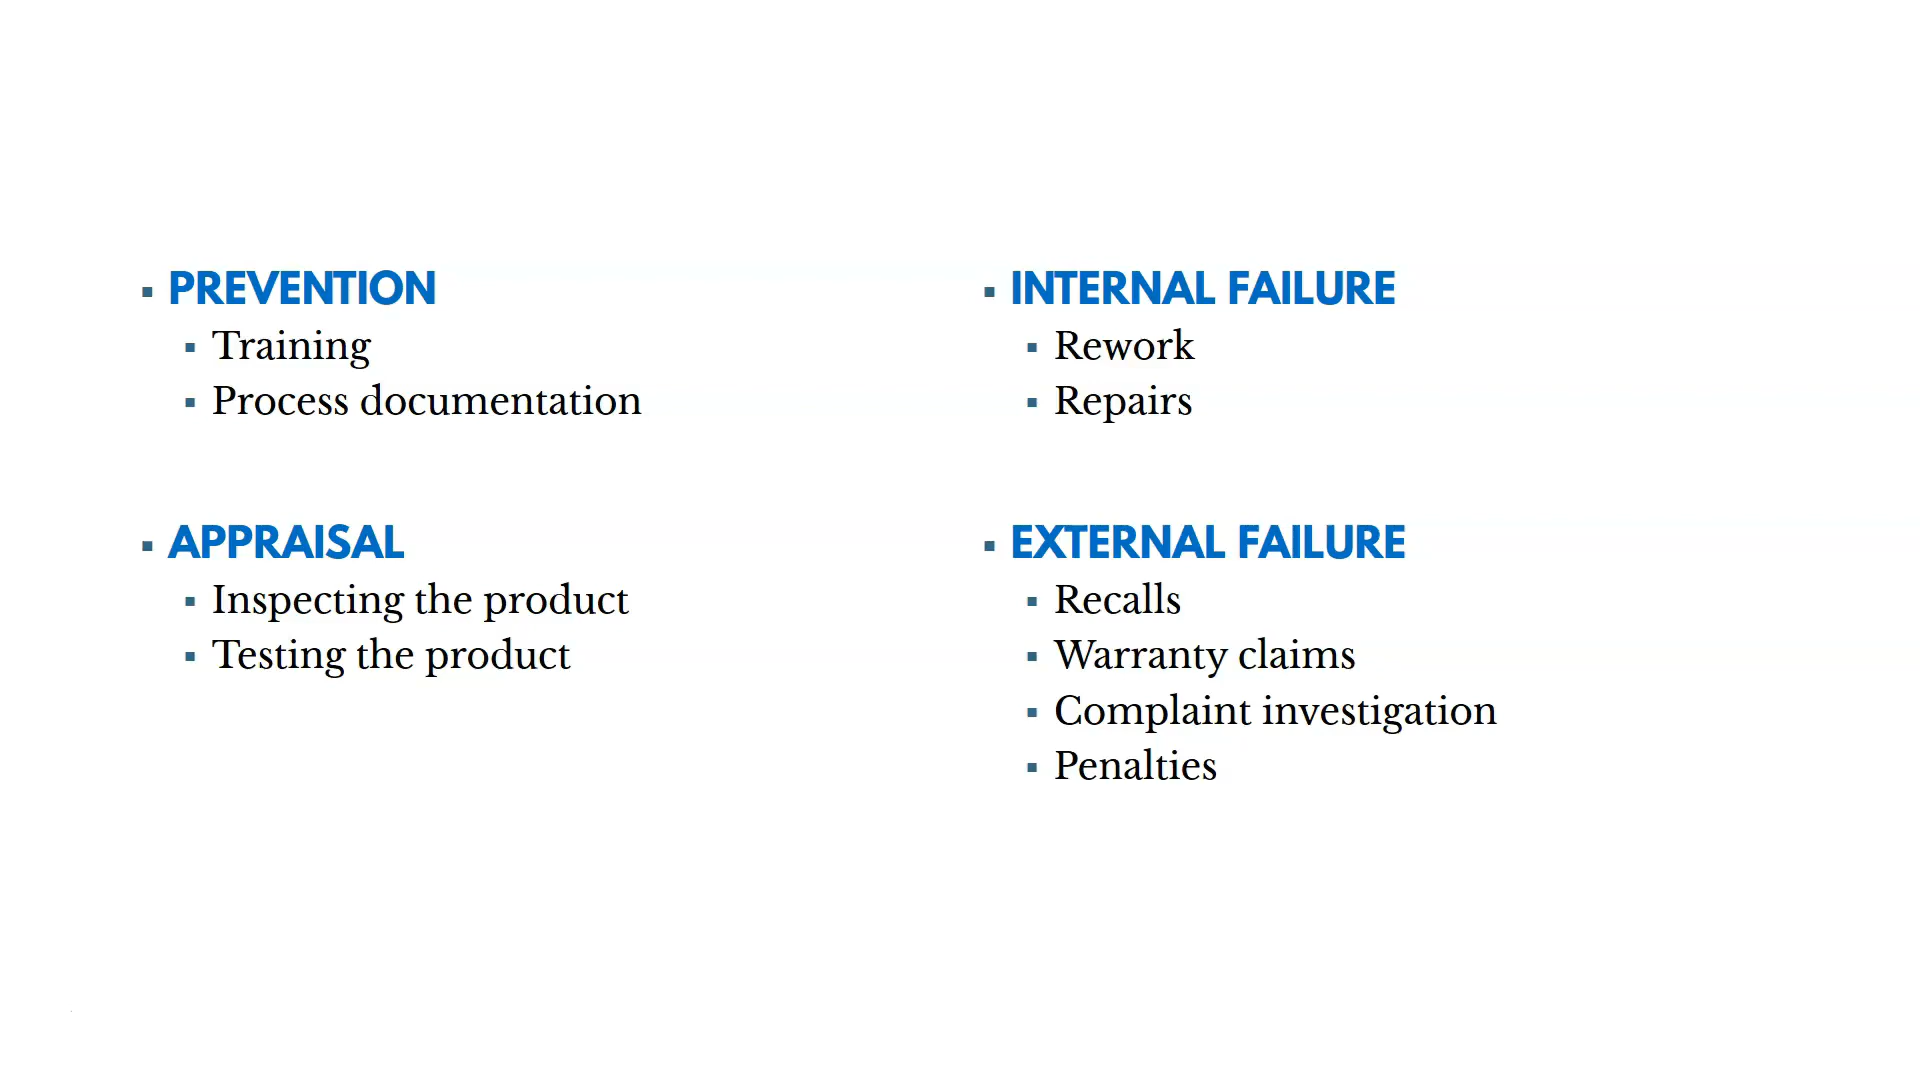 PREVENTION
Training
Process documentation
APPRAISAL
Inspecting the product
Testing the product
INTERNAL FAILURE
Rework
Repairs
EXTERNAL FAILURE
Recalls
Warranty claims
Complaint investigation
Penalties